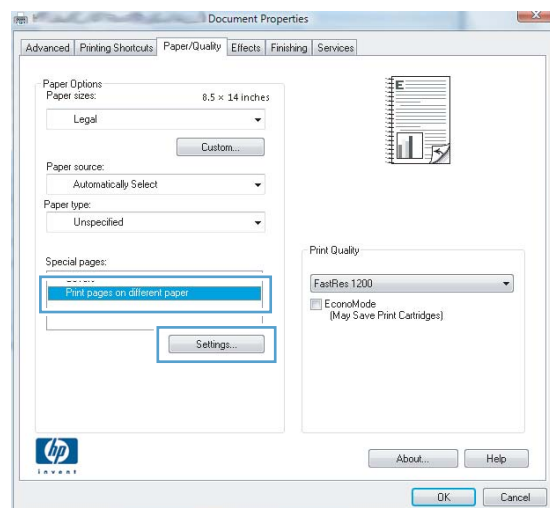 Document Properties
Advanced Printing Shortcuts Paper/Quality Effects Finishing Services
Paper Options
Paper sizes: 8.5 × 14 inches
Legal
Custom...
Paper source:
Automatically Select
Paper type:
Unspecified
Special pages:
Print pages on different paper
Settings...
E
Print Quality
FastRes 1200
EconoMode
(May Save Print Cartridges)
hp
invent
About... Help
OK Cancel